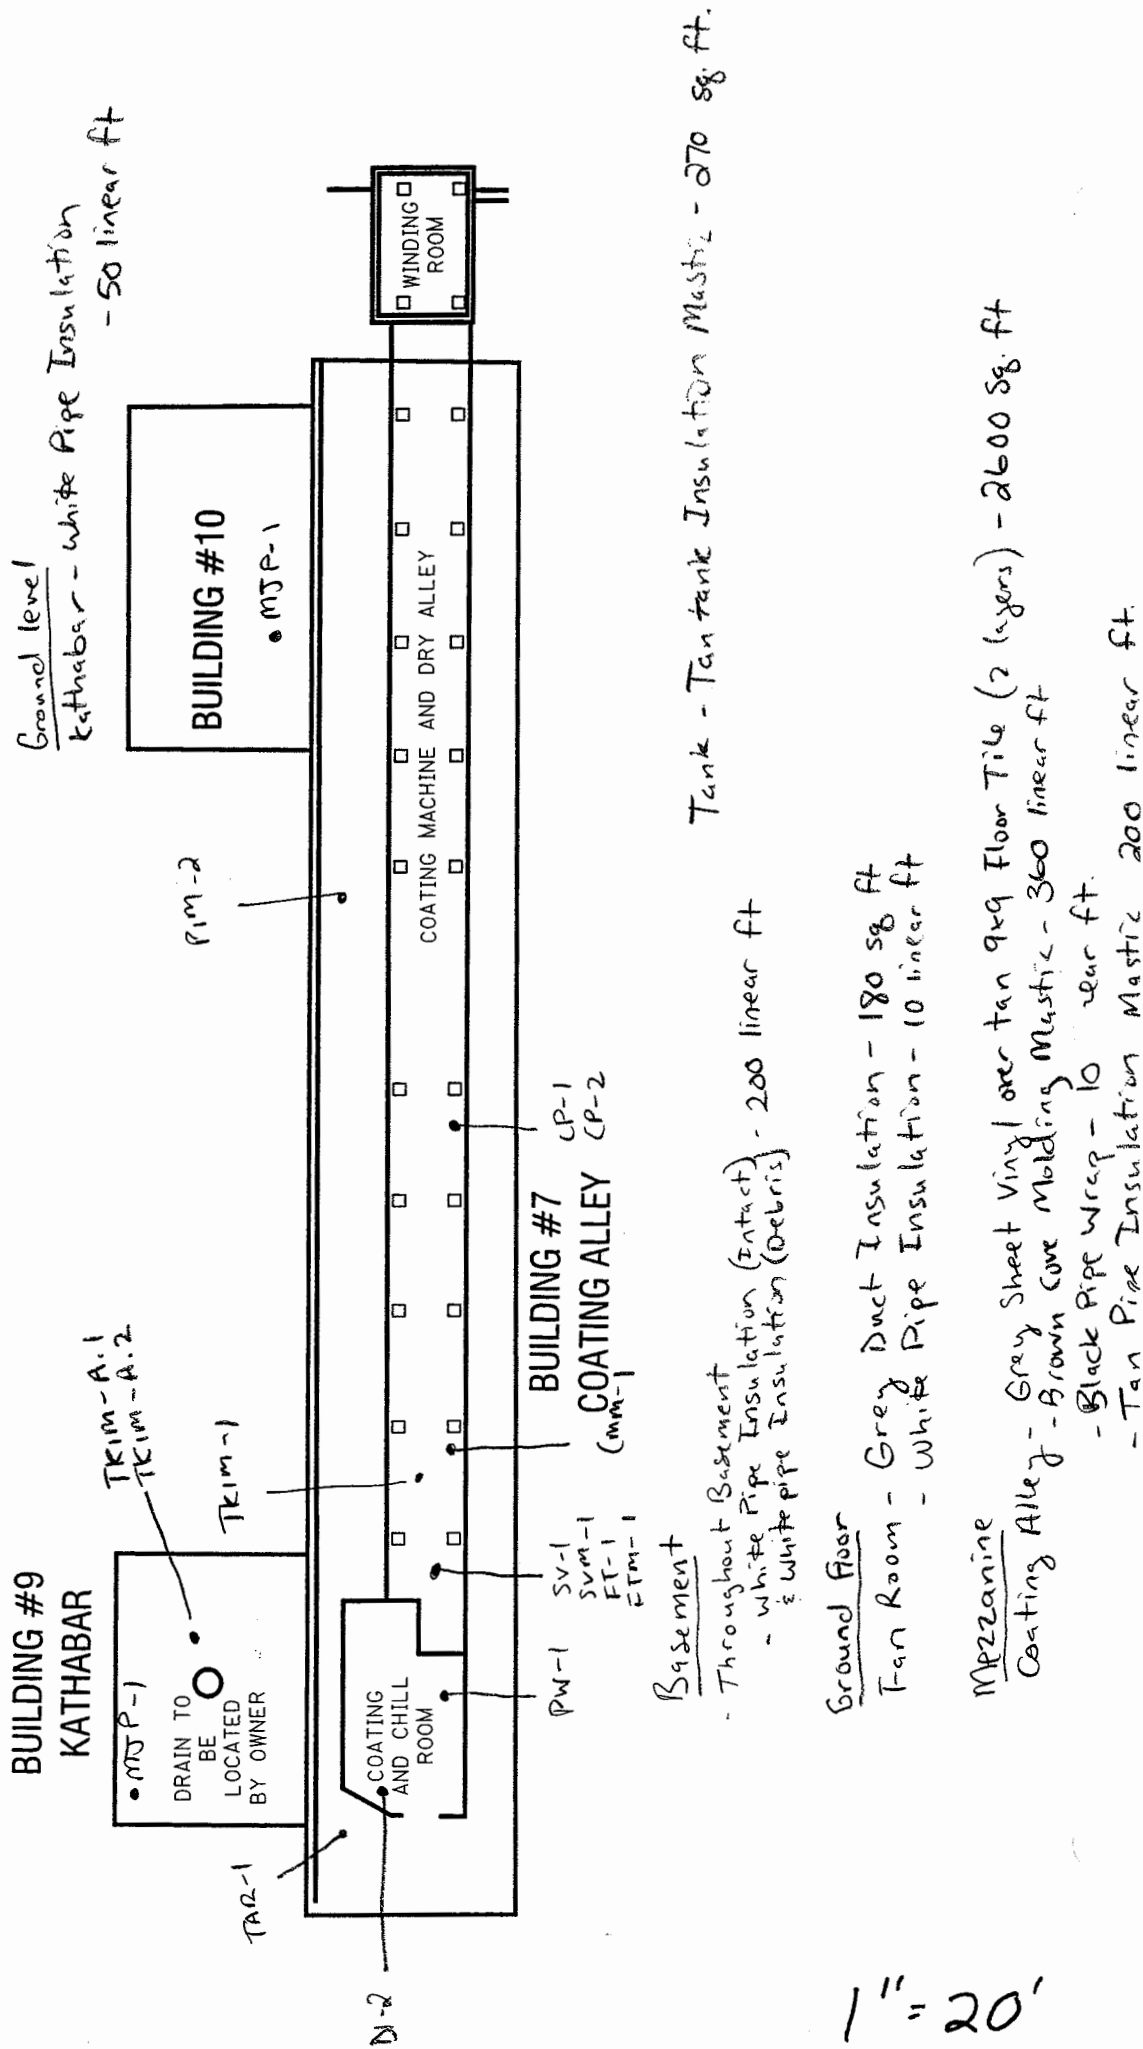 Ground level
Kathabar - White Pipe Insulation
- 50 linear ft
BUILDING #9
KATHABAR
• MJP-1
DRAIN TO
BE
LOCATED
BY OWNER
TKIM-A.1
TKIM-A.2
TKIM-1
TAR-1
DI-2
PIM-2
BUILDING #10
• MJP-1
COATING
AND CHILL
ROOM
COATING MACHINE AND DRY ALLEY
WINDING
ROOM
PW-1
SV-1
SVM-1
FT-1
FTM-1
CMM-1
BUILDING #7
COATING ALLEY
CP-1
CP-2
Basement
- Throughout Basement
- White Pipe Insulation (Intact)
& White pipe Insulation (Debris) - 200 linear ft
Tank - Tan tank Insulation Mastic - 270 sq. ft.
Ground Floor
Fan Room - Grey Duct Insulation - 180 sq ft
- White Pipe Insulation - 10 linear ft
Mezzanine
Coating Alley - Grey Sheet Vinyl over tan 9x9 Floor Tile (2 layers) - 2600 sq. ft
- Brown Cove Molding Mastic - 360 linear ft
- Black Pipe Wrap - 10 ft.
- Tan Pipe Insulation Mastic 200 linear ft.
1" = 20'